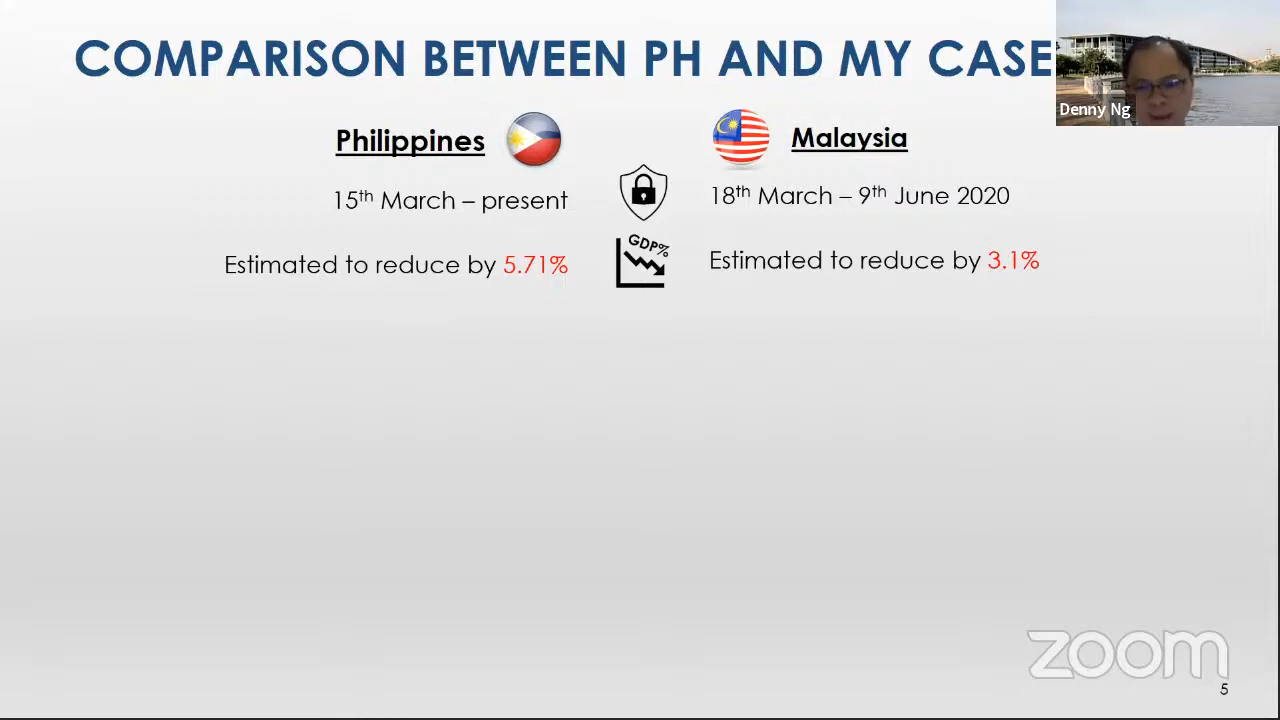 COMPARISON BETWEEN PH AND MY CASE
Denny Ng
Philippines
Malaysia
15th March – present
18th March – 9th June 2020
GDP%
Estimated to reduce by 5.71%
Estimated to reduce by 3.1%
zoom
5